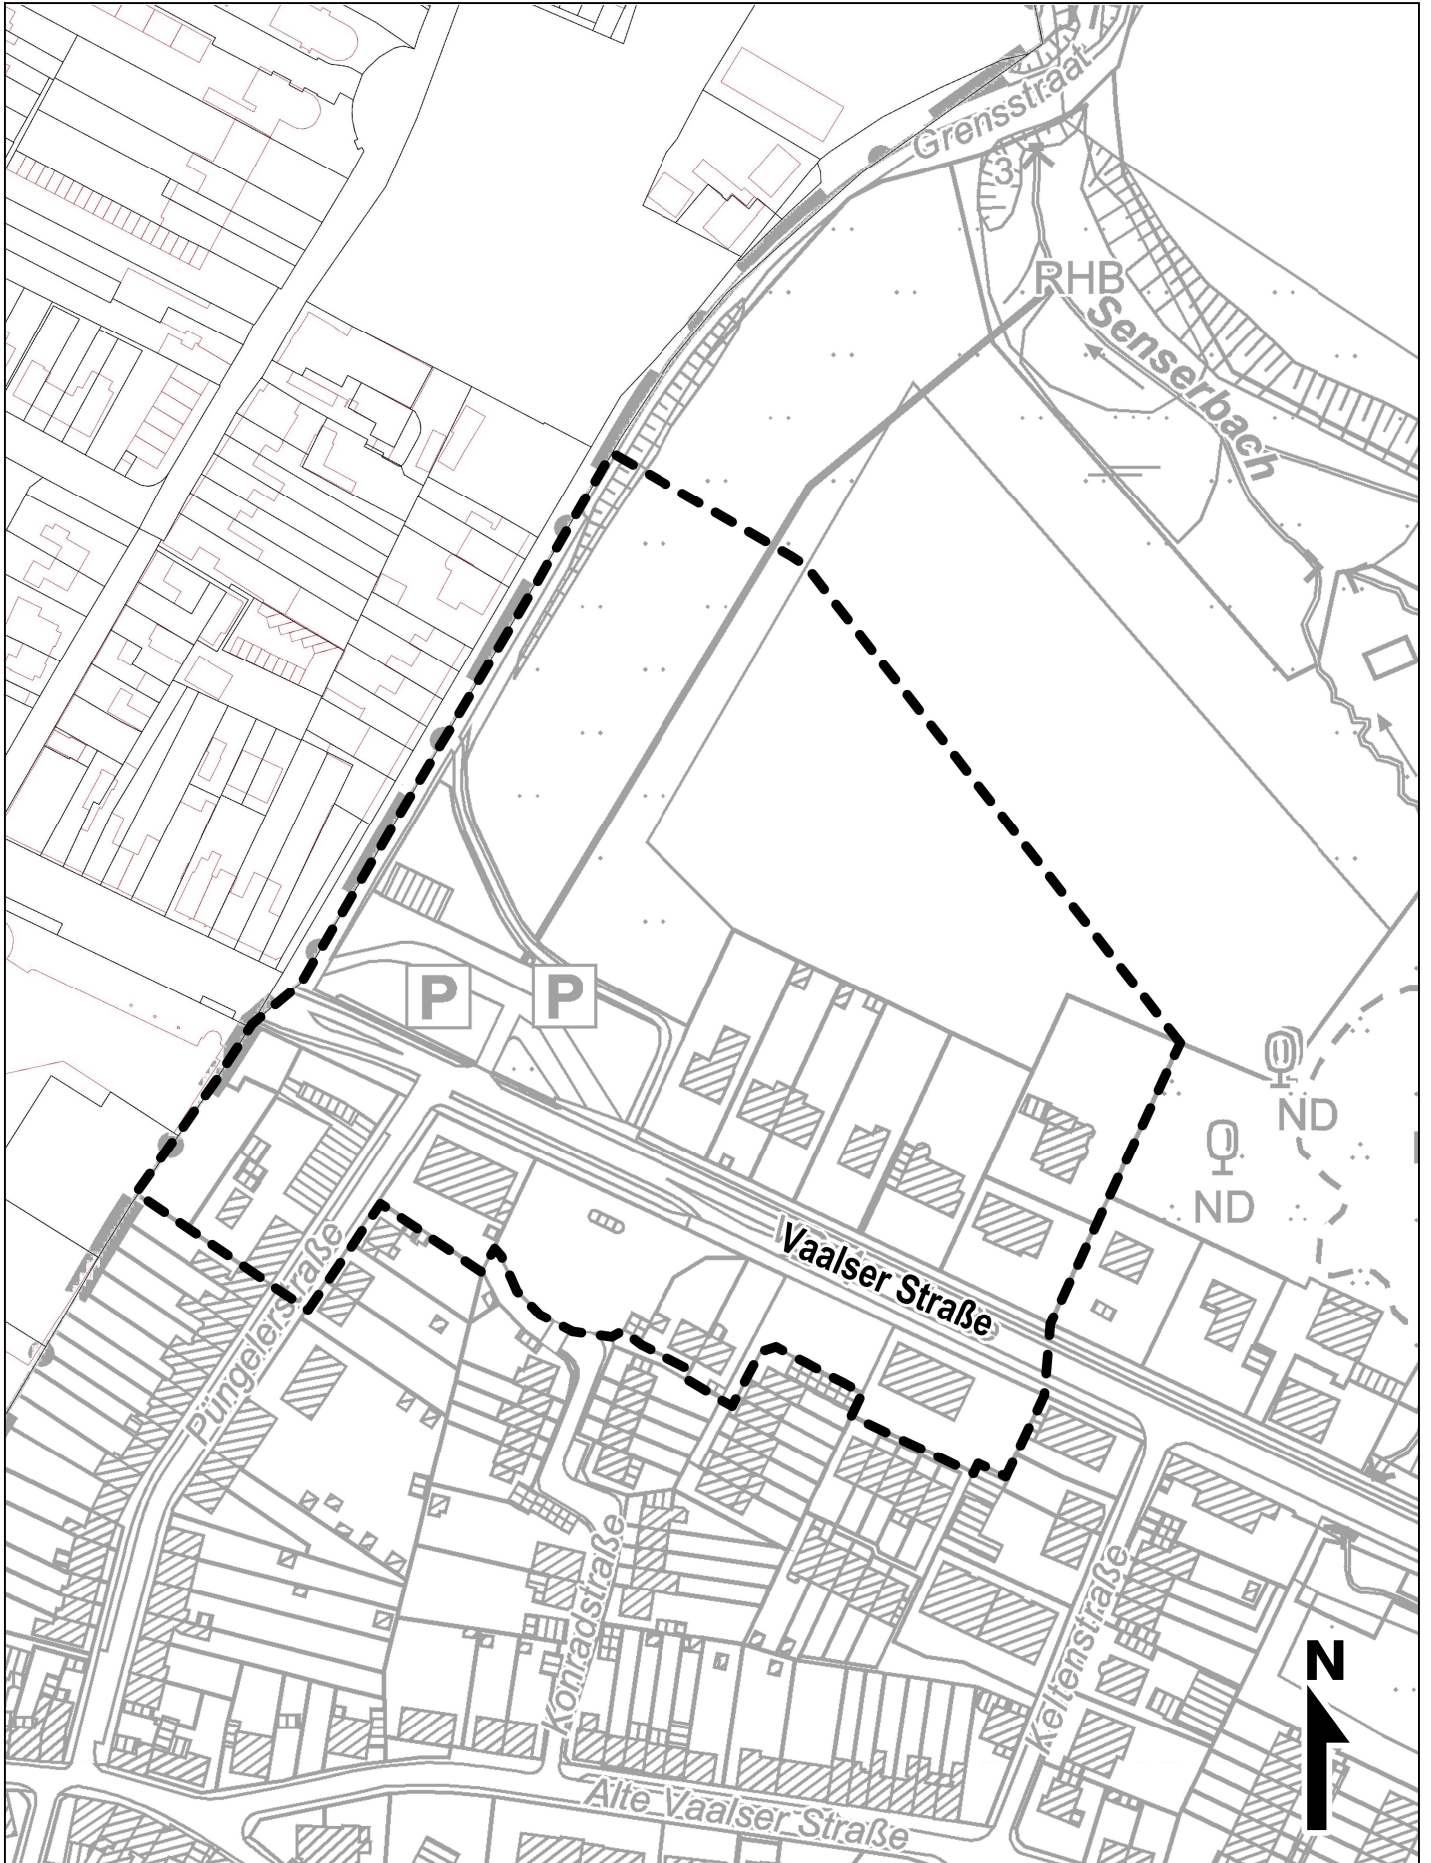 Grensstraat
3
RHB
Senserbach
P
P
ND
ND
Vaalser Straße
Püngelerstraße
Konradstraße
Keltenstraße
N
Alte Vaalser Straße